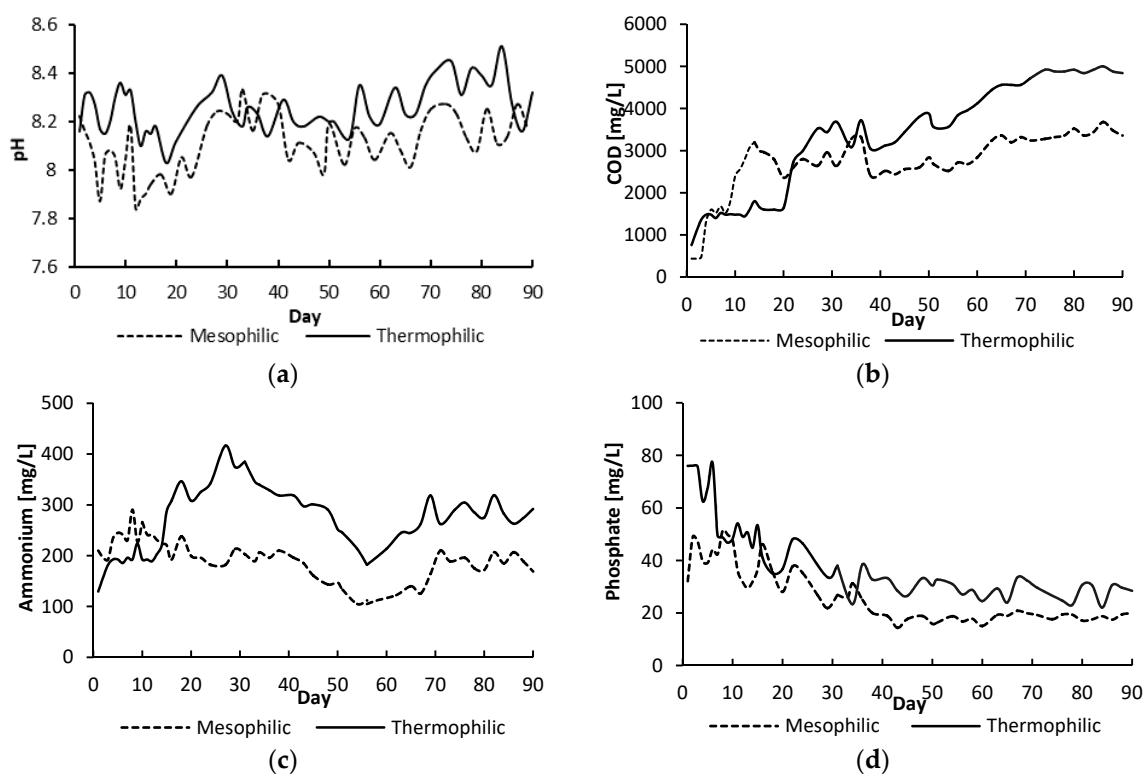 8.6
8.4
8.2
8
7.8
7.6
pH
0 10 20 30 40 50 60 70 80 90
Day
Mesophilic Thermophilic
(a)
6000
5000
4000
3000
2000
1000
0
COD [mg/L]
0 10 20 30 40 50 60 70 80 90
Day
Mesophilic Thermophilic
(b)
500
400
300
200
100
0
Ammonium [mg/L]
0 10 20 30 40 50 60 70 80 90
Day
Mesophilic Thermophilic
(c)
100
80
60
40
20
0
Phosphate [mg/L]
0 10 20 30 40 50 60 70 80 90
Day
Mesophilic Thermophilic
(d)